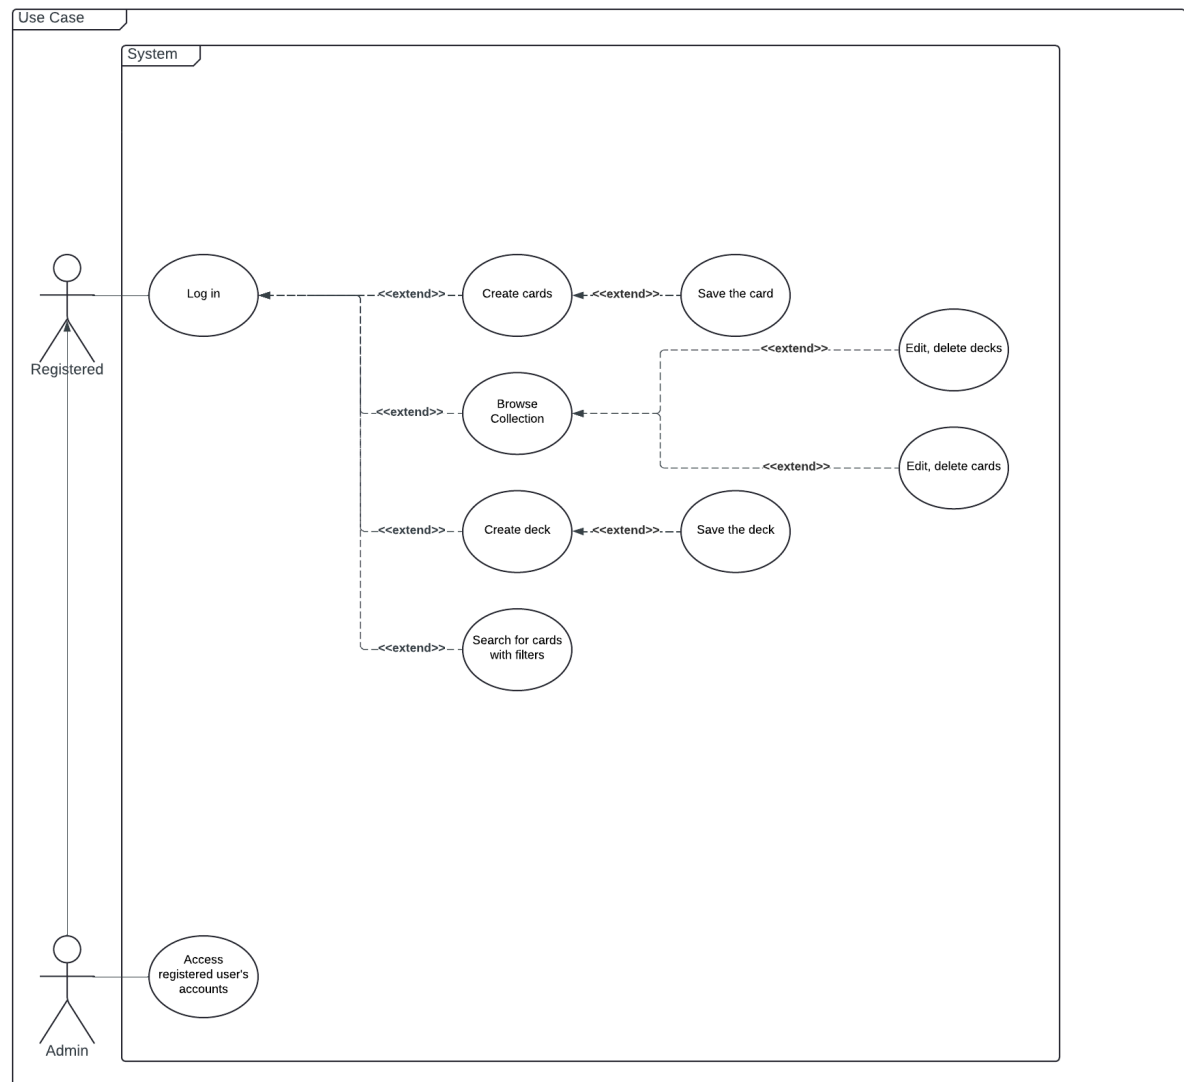 Use Case
System
Log in
<<extend>>
Create cards
<<extend>>
Save the card
Registered
<<extend>>
Edit, delete decks
<<extend>>
Browse
Collection
<<extend>>
Edit, delete cards
<<extend>>
Create deck
<<extend>>
Save the deck
<<extend>>
Search for cards
with filters
Access
registered user's
accounts
Admin